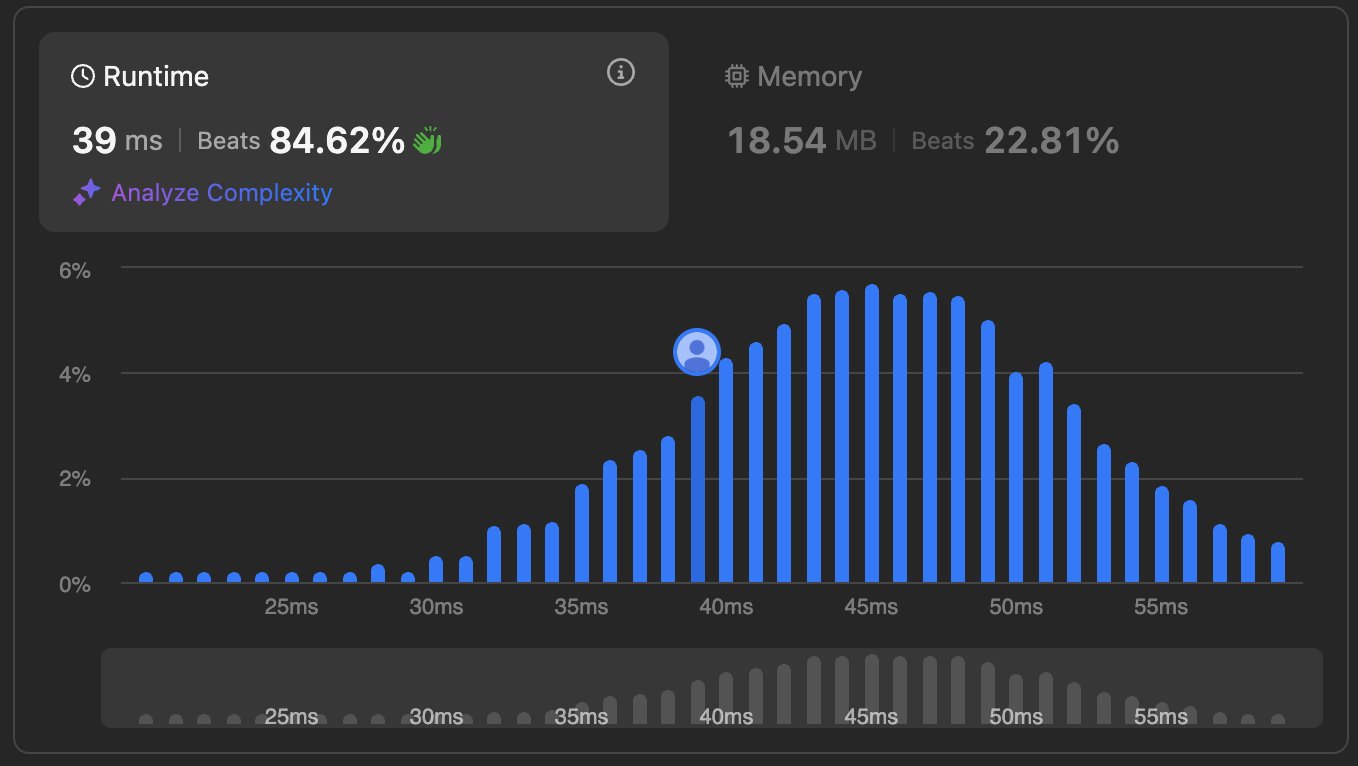 Runtime
39 ms | Beats 84.62%
Analyze Complexity
Memory
18.54 MB | Beats 22.81%
6%
4%
2%
0%
25ms 30ms 35ms 40ms 45ms 50ms 55ms
25ms 30ms 35ms 40ms 45ms 50ms 55ms